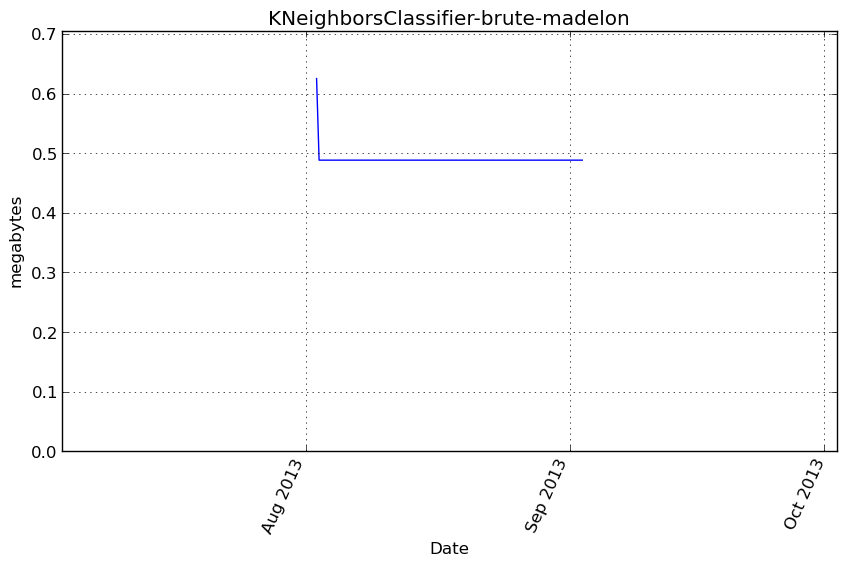 KNeighborsClassifier-brute-madelon
0.7
0.6
0.5
0.4
0.3
0.2
0.1
0.0
megabytes
Aug 2013
Sep 2013
Oct 2013
Date